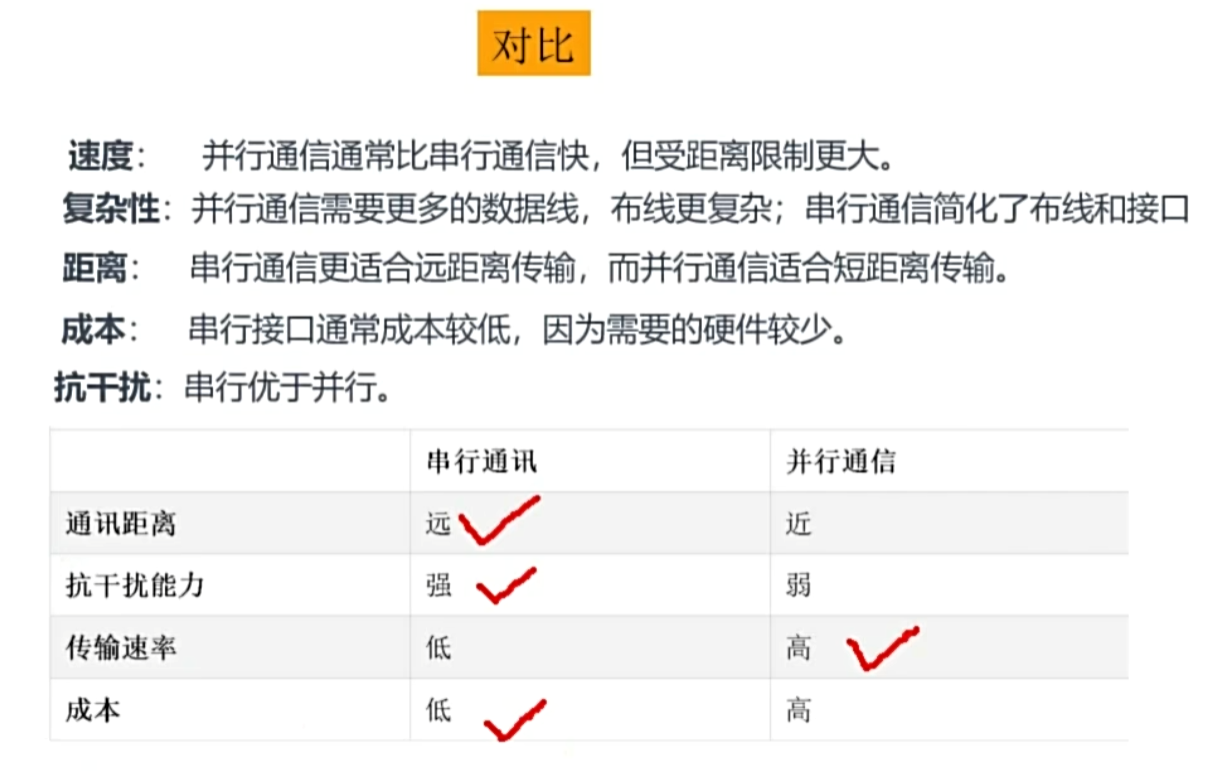 对比
速度： 并行通信通常比串行通信快，但受距离限制更大。
复杂性：并行通信需要更多的数据线，布线更复杂；串行通信简化了布线和接口
距离： 串行通信更适合远距离传输，而并行通信适合短距离传输。
成本： 串行接口通常成本较低，因为需要的硬件较少。
抗干扰：串行优于并行。
串行通讯 并行通信
通讯距离 远 近
抗干扰能力 强 弱
传输速率 低 高
成本 低 高